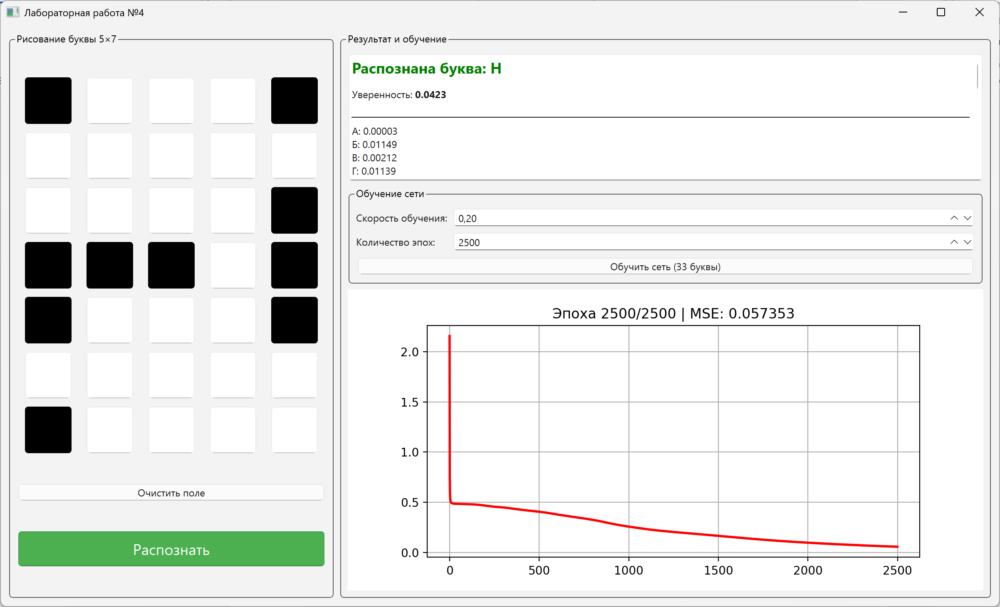 Лабораторная работа №4
Рисование буквы 5×7
Очистить поле
Распознать
Результат и обучение
Распознана буква: Н
Уверенность: 0.0423
А: 0.00003
Б: 0.01149
В: 0.00212
Г: 0.01139
Обучение сети
Скорость обучения: 0,20
Количество эпох: 2500
Обучить сеть (33 буквы)
Эпоха 2500/2500 | MSE: 0.057353
2.0
1.5
1.0
0.5
0.0
0 500 1000 1500 2000 2500